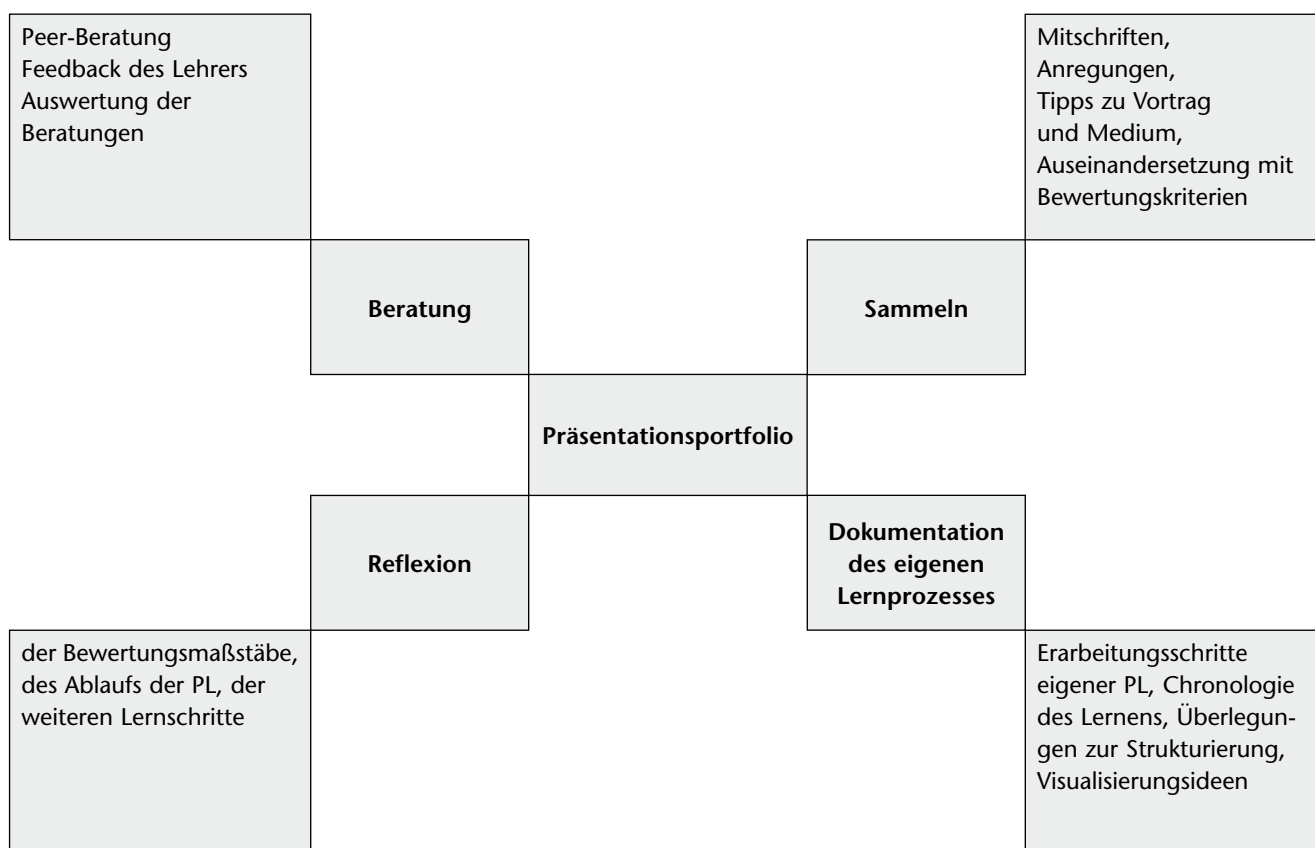 Peer-Beratung
Feedback des Lehrers
Auswertung der
Beratungen
Mitschriften,
Anregungen,
Tipps zu Vortrag
und Medium,
Auseinandersetzung mit
Bewertungskriterien
Beratung
Sammeln
Präsentationsportfolio
Reflexion
Dokumentation
des eigenen
Lernprozesses
der Bewertungsmaßstäbe,
des Ablaufs der PL, der
weiteren Lernschritte
Erarbeitungsschritte
eigener PL, Chronologie
des Lernens, Überlegun-
gen zur Strukturierung,
Visualisierungsideen